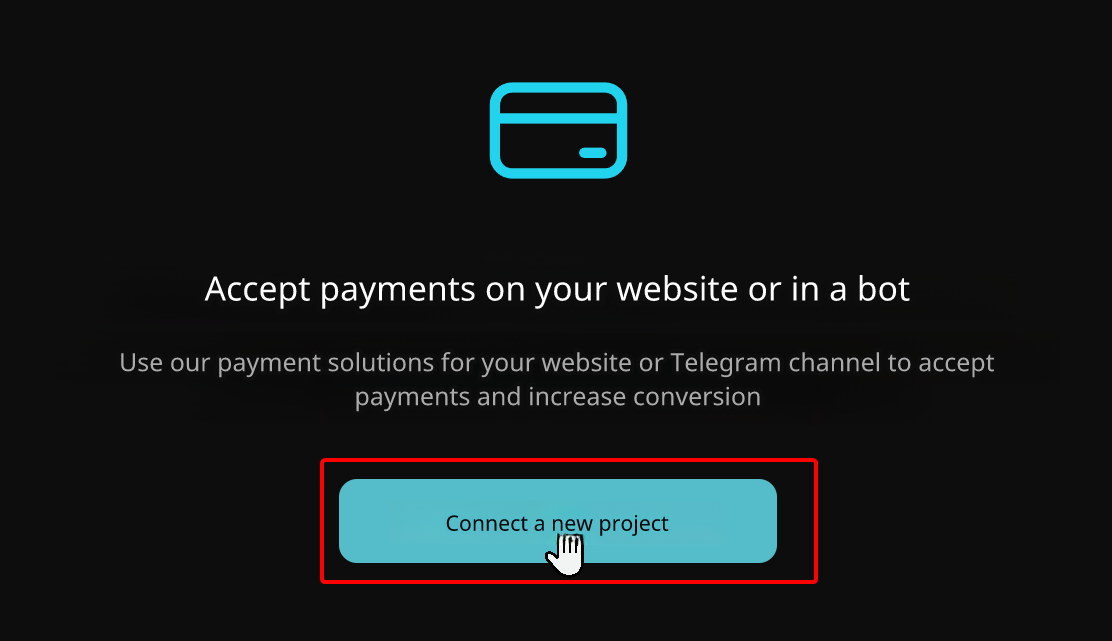 Accept payments on your website or in a bot
Use our payment solutions for your website or Telegram channel to accept
payments and increase conversion
Connect a new project